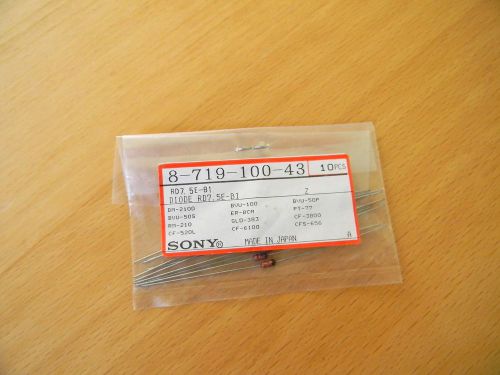 8-719-100-43 10PCS
RD7.5E-B1
DIODE RD7.5E-B1 Z
BM-2100 BVU-100 BVU-50P
BVU-50S ER-8CM PT-77
RM-210 GLO-383 CF-3800
CF-520L CF-6100 CFS-656
SONY® MADE IN JAPAN A